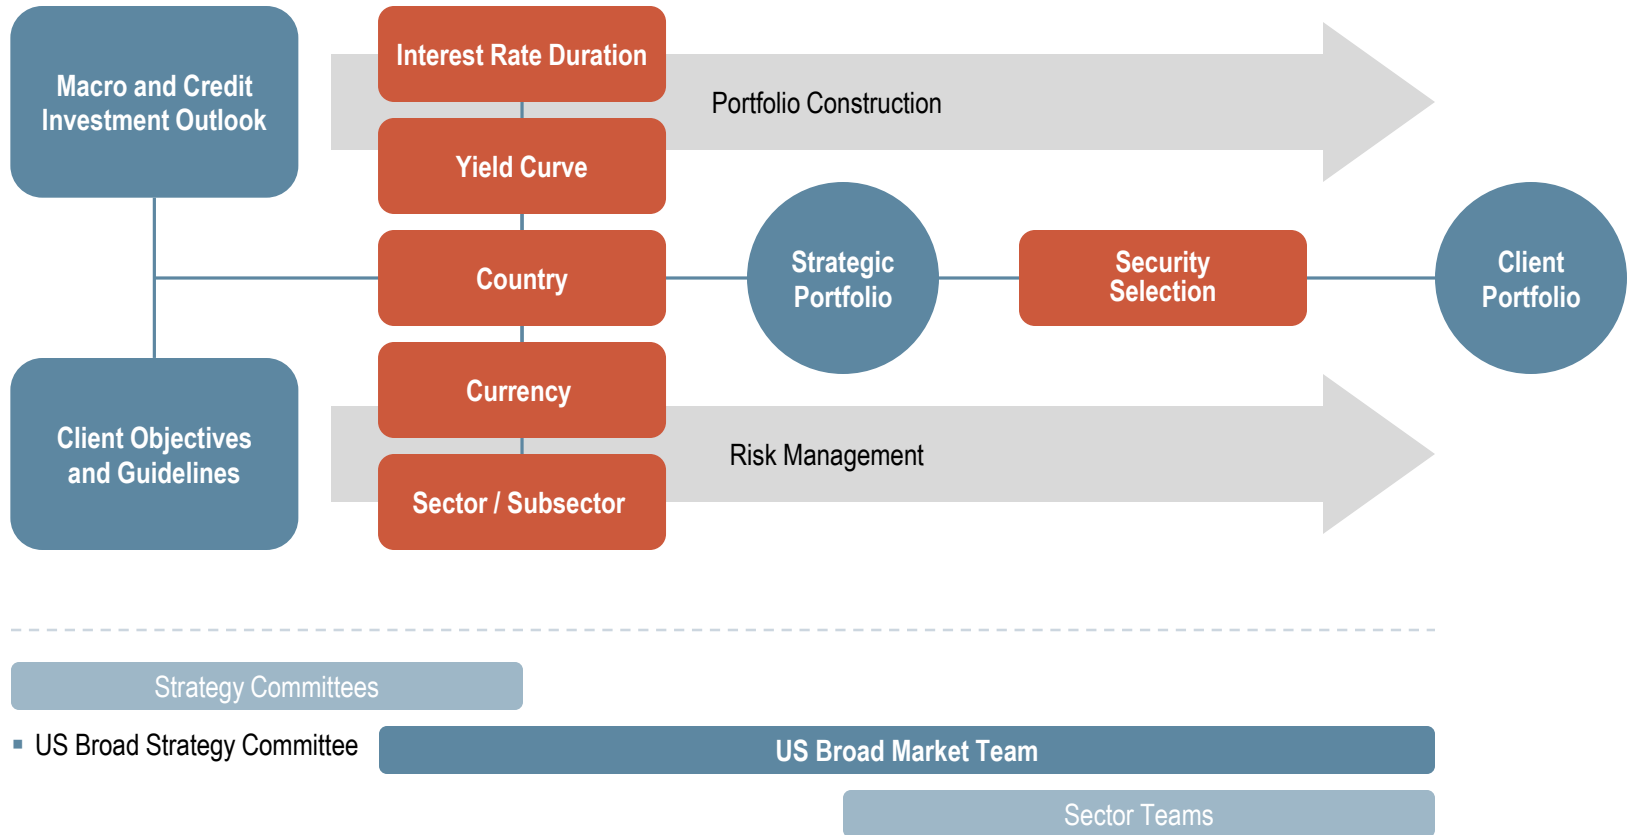 Macro and Credit
Investment Outlook
Client Objectives
and Guidelines
Interest Rate Duration
Yield Curve
Country
Currency
Sector / Subsector
Portfolio Construction
Strategic
Portfolio
Security
Selection
Client
Portfolio
Risk Management
Strategy Committees
▪ US Broad Strategy Committee
US Broad Market Team
Sector Teams